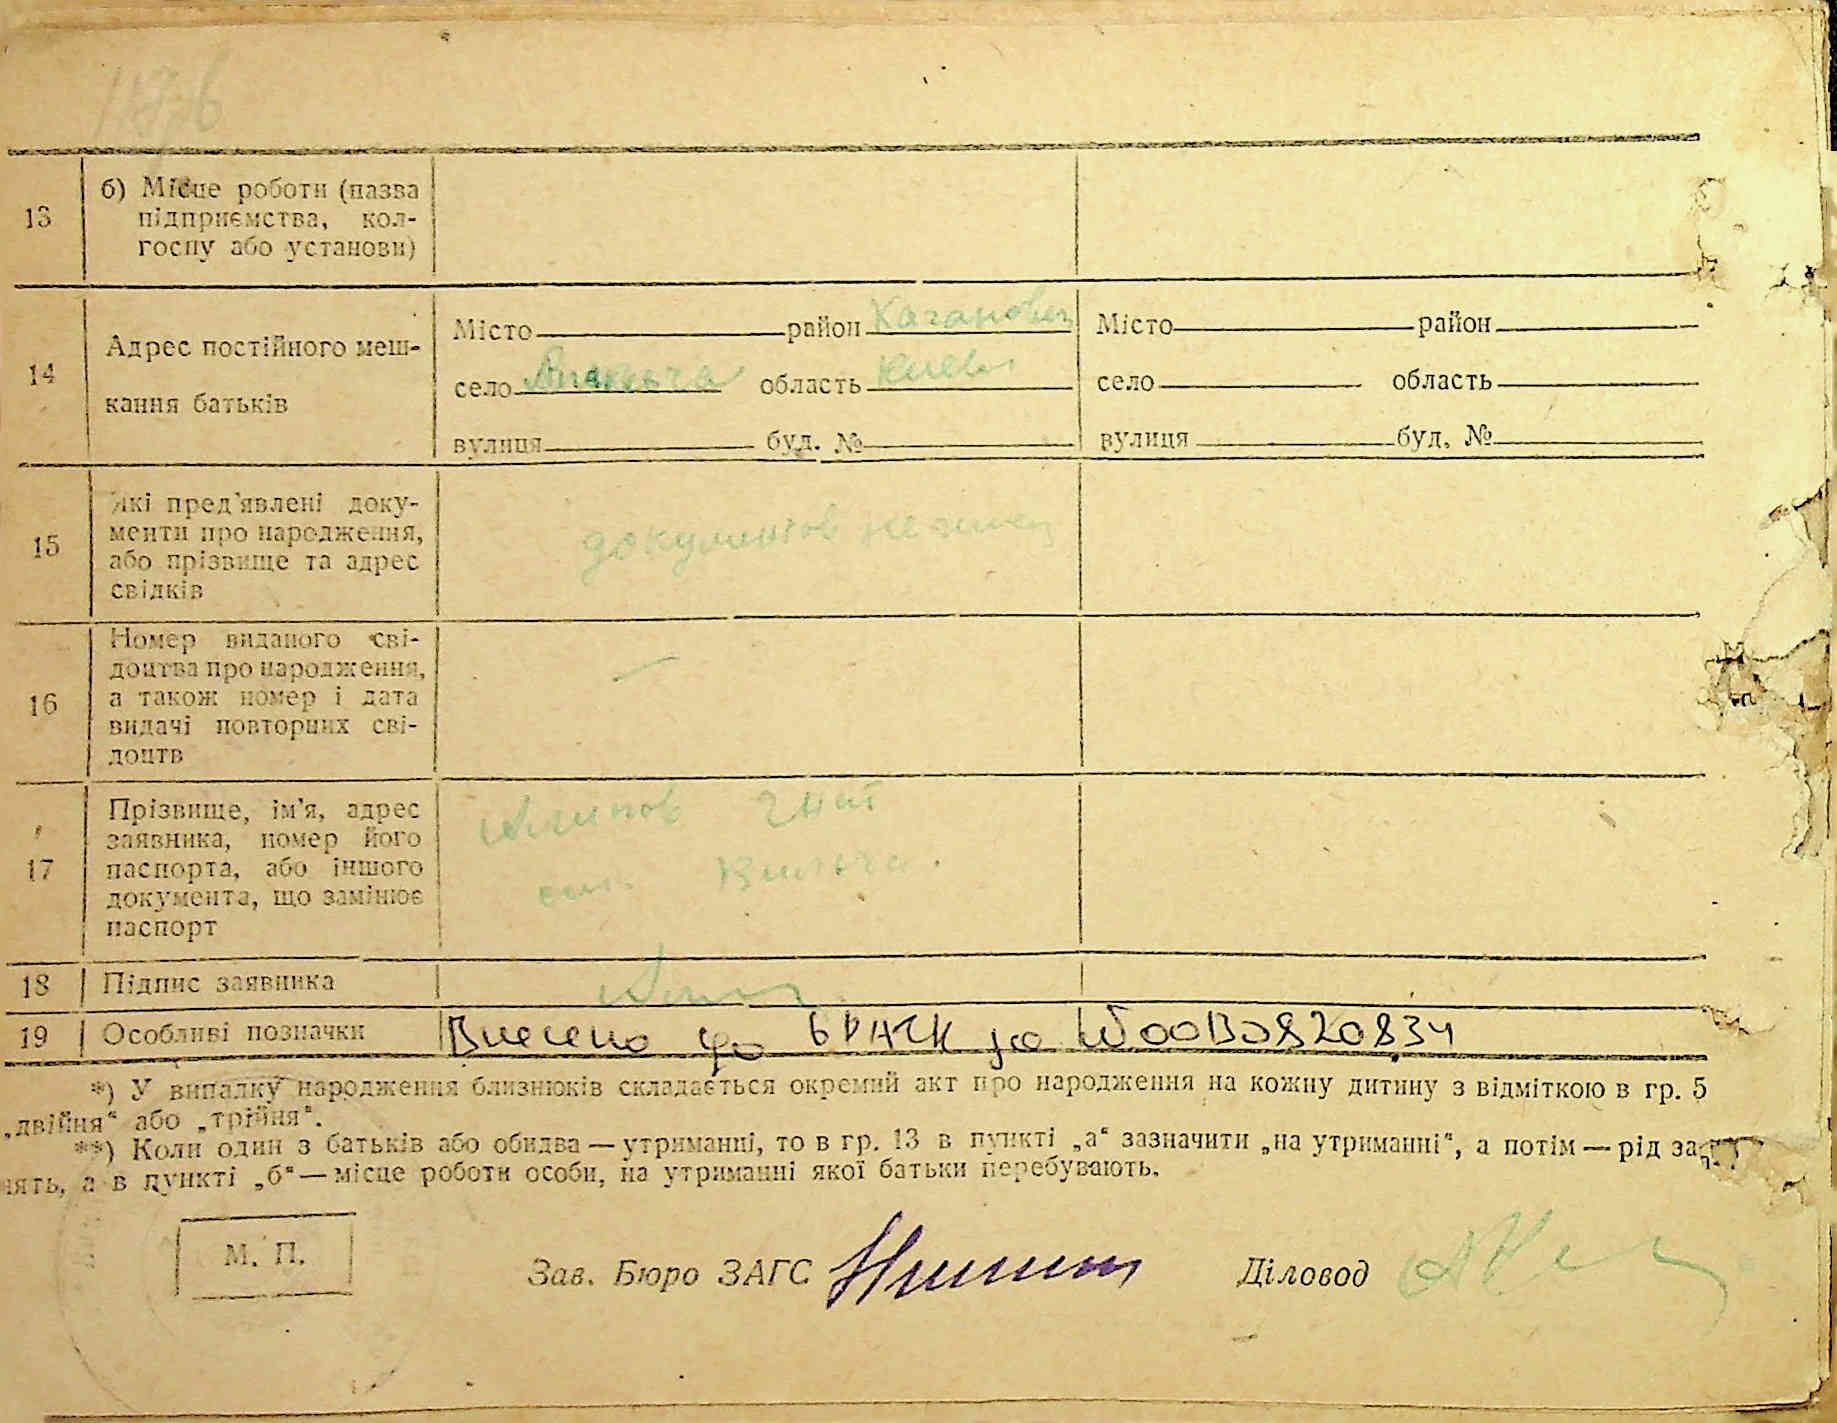 13
б) Місце роботи (назва
підприємства, кол-
госпу або установи)
14
Адрес постійного меш-
кання батьків
Місто район Каганович
село область Киевс
вулиця буд. №
Місто район
село область
вулиця буд. №
15
Які пред'явлені доку-
менти про народження,
або прізвище та адрес
свідків
документов не
16
Номер виданого сві-
доцтва про народження,
а також номер і дата
видачі повторних сві-
доцтв
17
Прізвище, ім'я, адрес
заявника, номер його
паспорта, або іншого
документа, що замінює
паспорт
Гнат
Вильча.
18
Підпис заявника
19
Особливі позначки
Внесено до за №00130820834
*) У випадку народження близнюків складається окремий акт про народження на кожну дитину з відміткою в гр. 5
„двійня“ або „трійня“.
**) Коли один з батьків або обидва — утриманні, то в гр. 13 в пункті „а“ зазначити „на утриманні“, а потім — рід за-
нять, а в пункті „б“ — місце роботи особи, на утриманні якої батьки перебувають.
М. П.
Зав. Бюро ЗАГС
Діловод